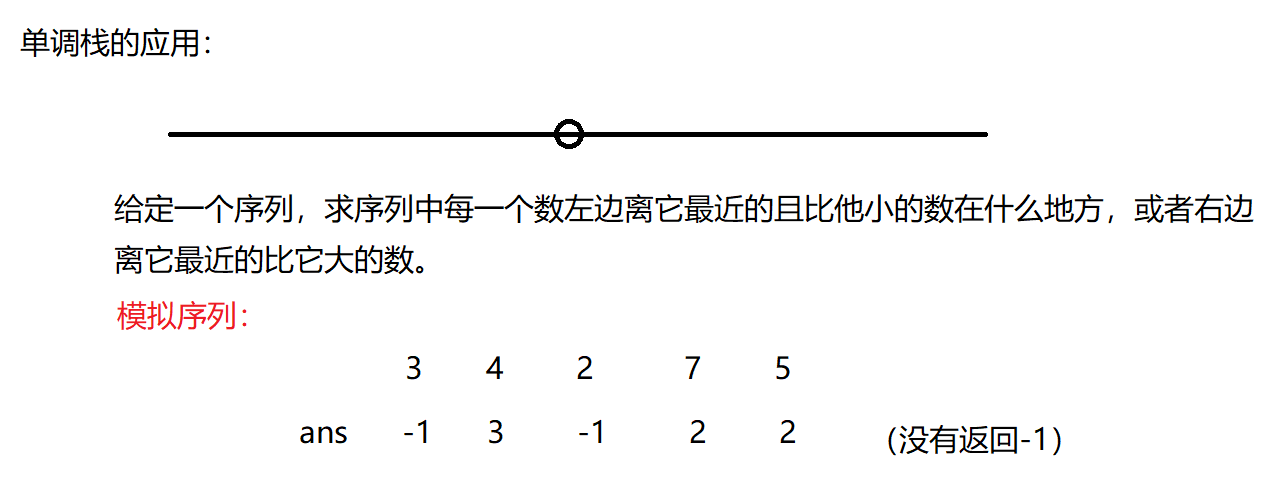 单调栈的应用：
给定一个序列，求序列中每一个数左边离它最近的且比他小的数在什么地方，或者右边
离它最近的比它大的数。
模拟序列：
3 4 2 7 5
ans -1 3 -1 2 2 （没有返回-1）